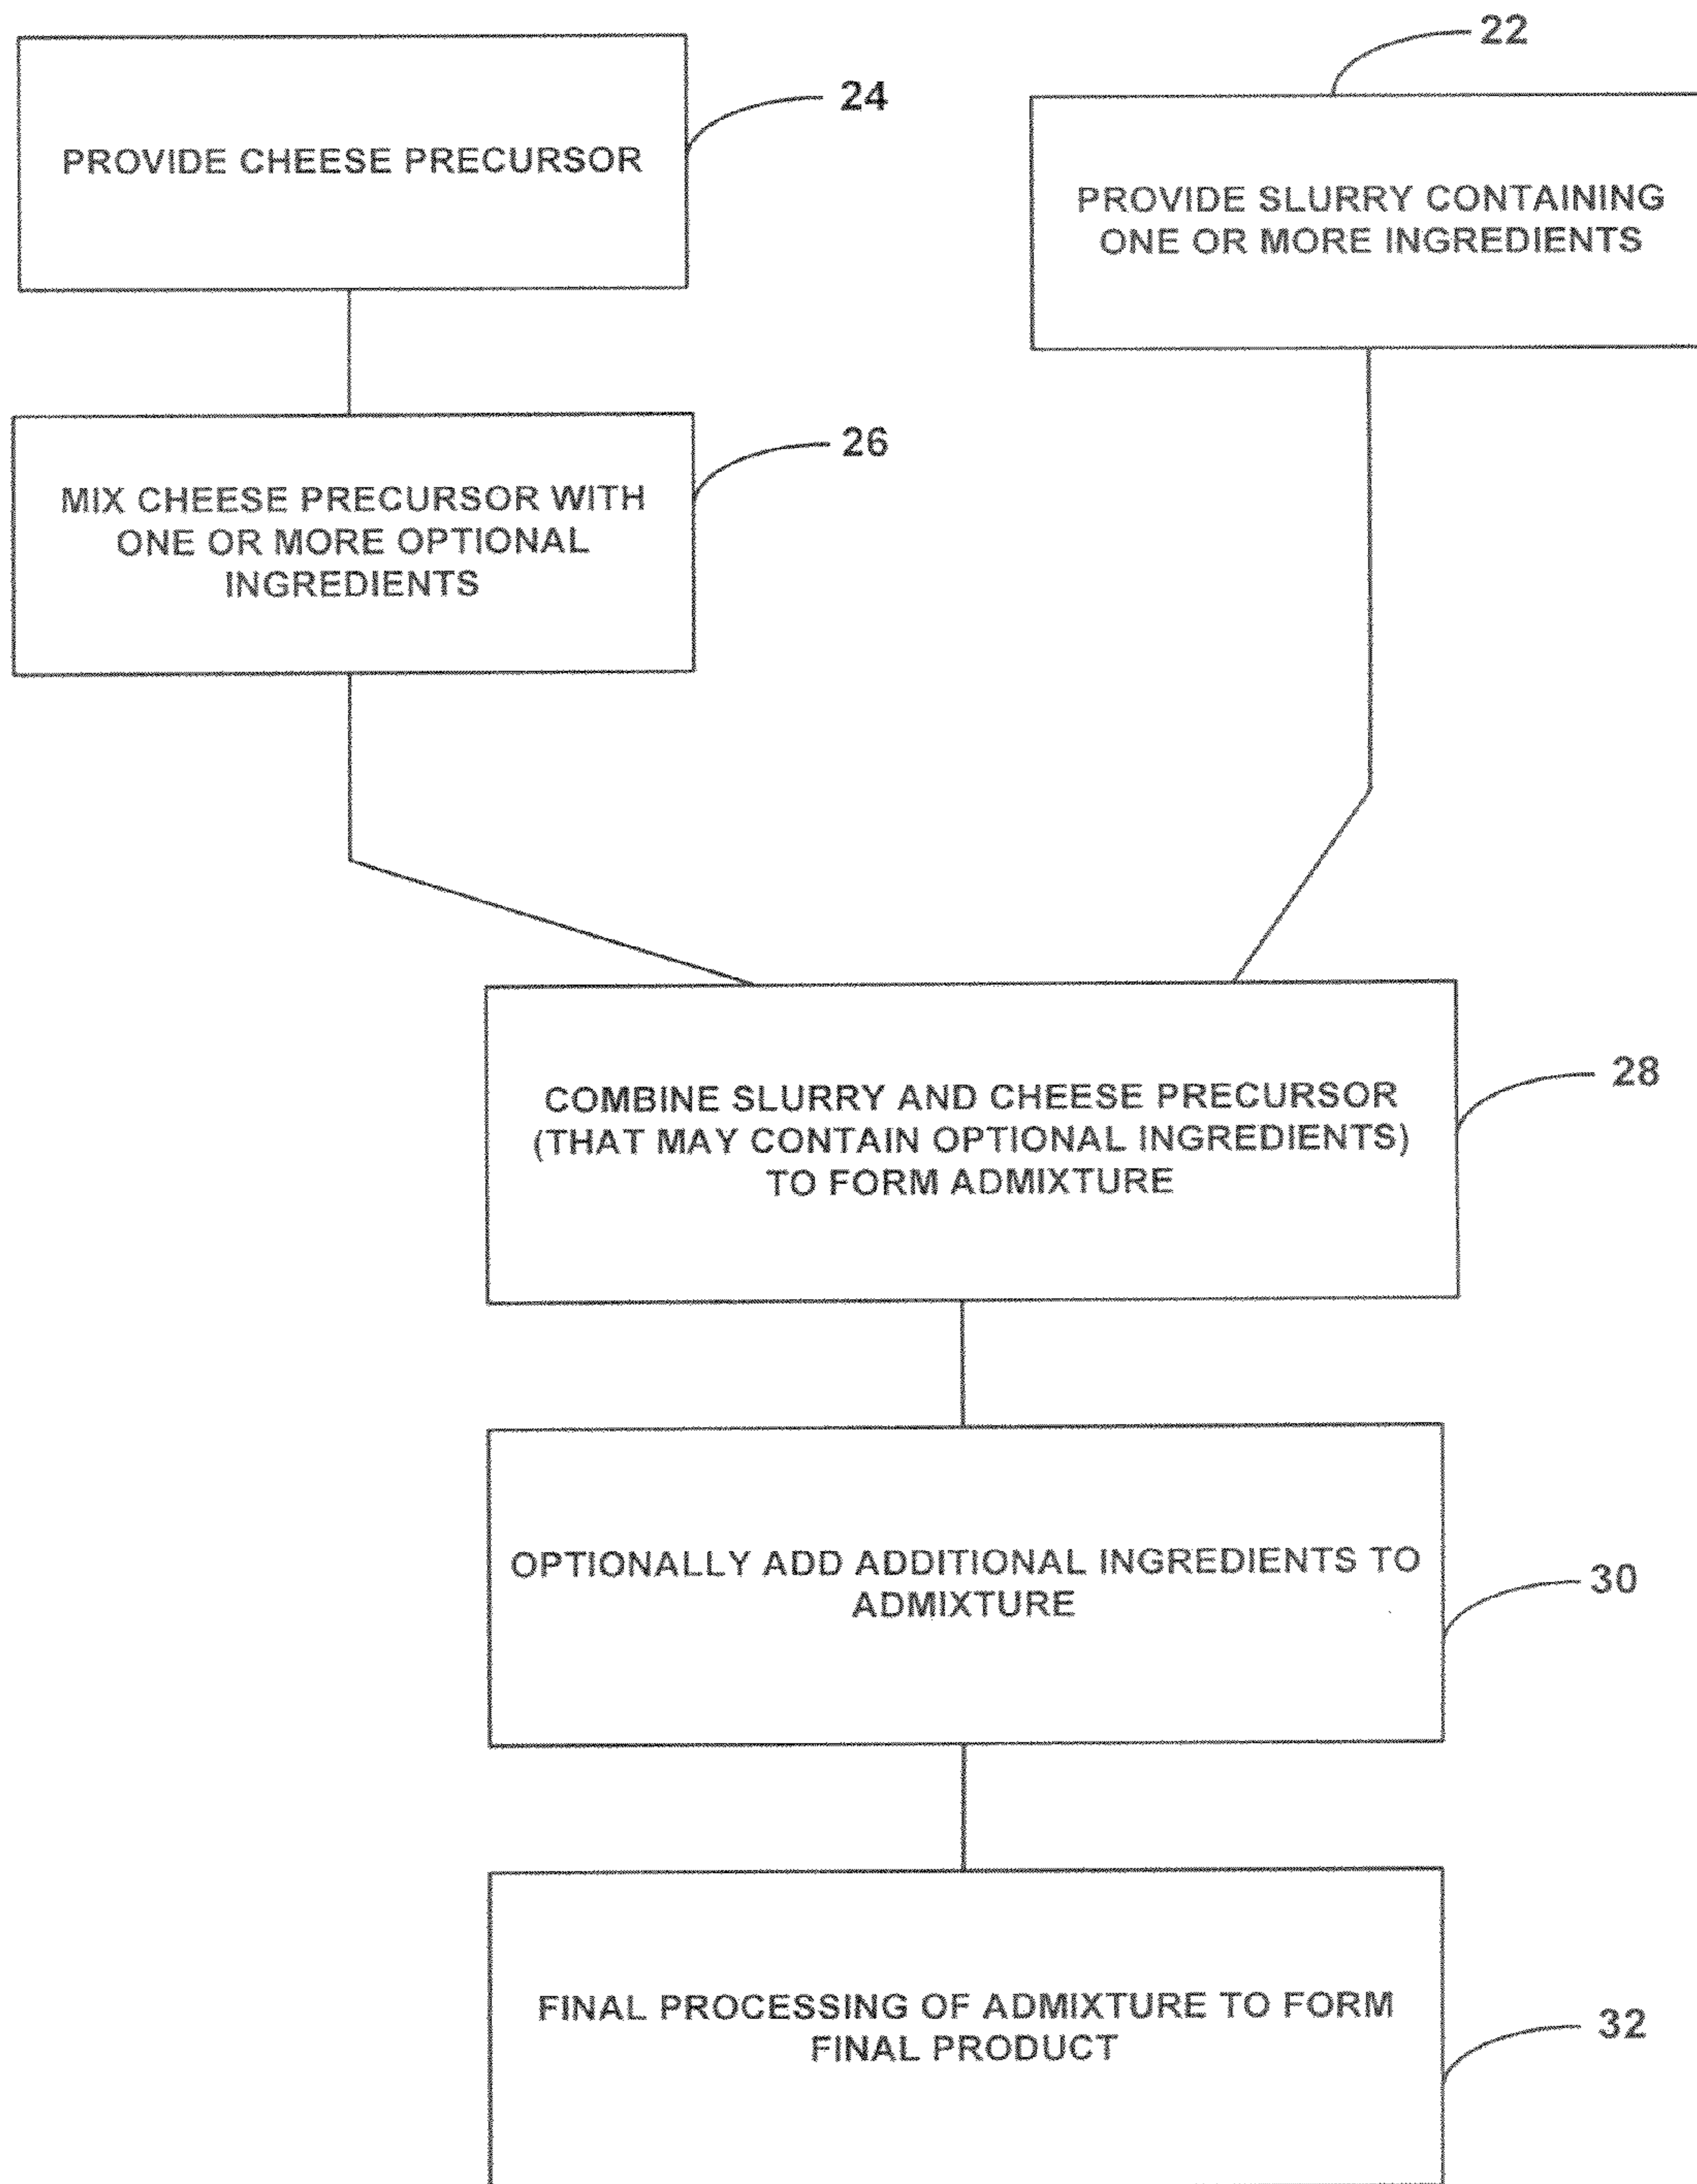 22
24
PROVIDE CHEESE PRECURSOR
PROVIDE SLURRY CONTAINING
ONE OR MORE INGREDIENTS
26
MIX CHEESE PRECURSOR WITH
ONE OR MORE OPTIONAL
INGREDIENTS
28
COMBINE SLURRY AND CHEESE PRECURSOR
(THAT MAY CONTAIN OPTIONAL INGREDIENTS)
TO FORM ADMIXTURE
OPTIONALLY ADD ADDITIONAL INGREDIENTS TO
ADMIXTURE
30
FINAL PROCESSING OF ADMIXTURE TO FORM
FINAL PRODUCT
32